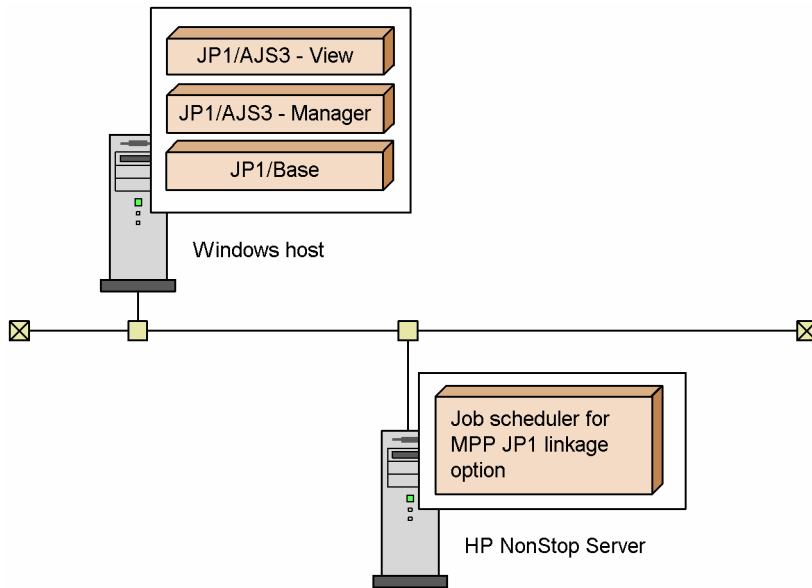 JP1/AJS3 - View
JP1/AJS3 - Manager
JP1/Base
Windows host
Job scheduler for
MPP JP1 linkage
option
HP NonStop Server